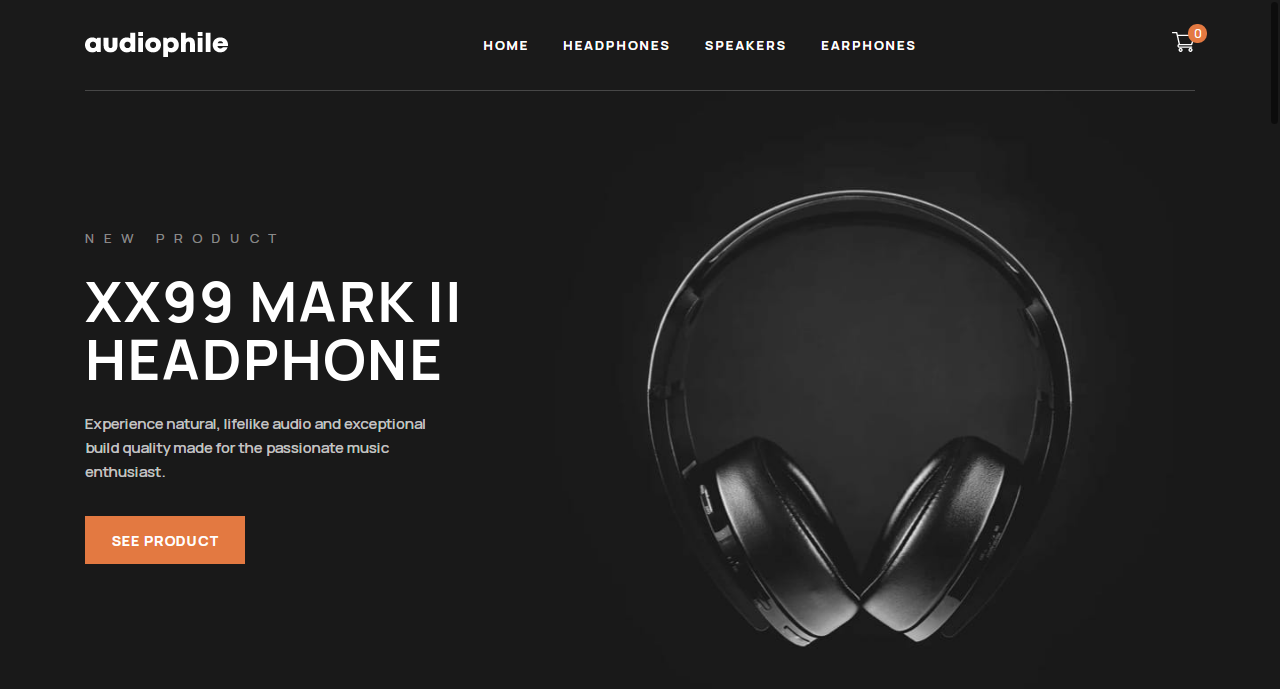 audiophile
HOME HEADPHONES SPEAKERS EARPHONES
0
NEW PRODUCT
XX99 MARK II
HEADPHONE
Experience natural, lifelike audio and exceptional
build quality made for the passionate music
enthusiast.
SEE PRODUCT